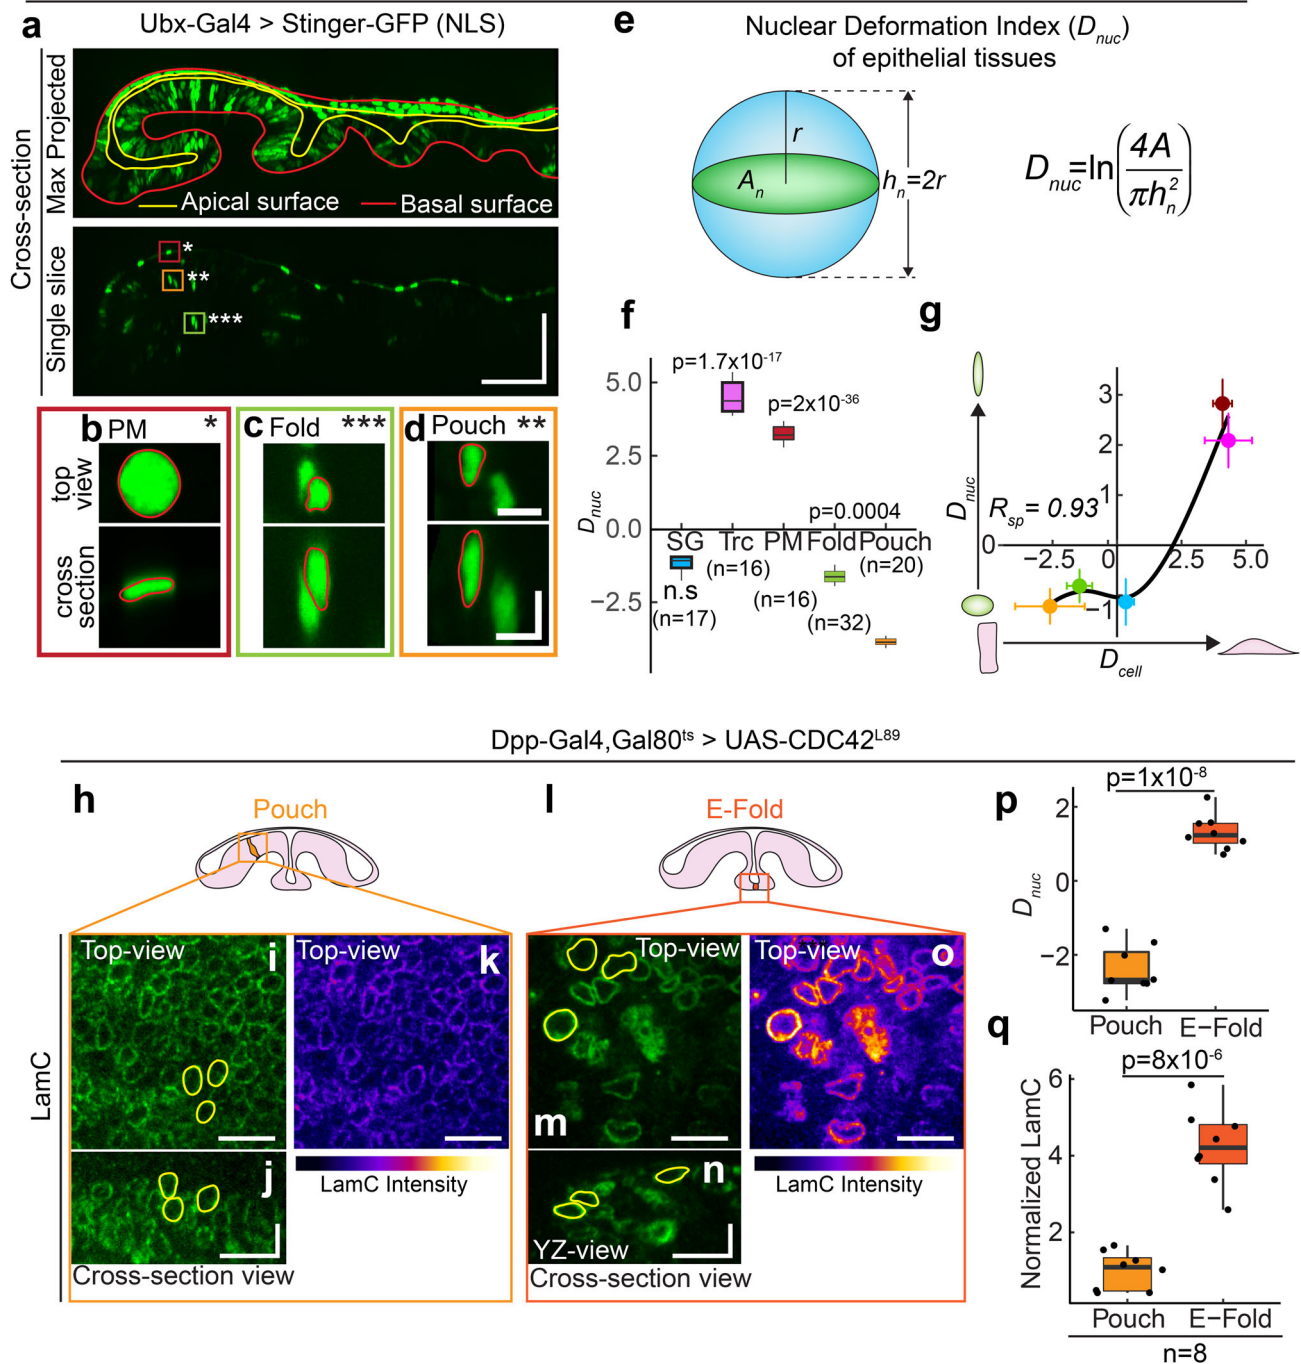 a
Ubx-Gal4 > Stinger-GFP (NLS)
Cross-section
Max Projected
Apical surface
Basal surface
Single slice
*
**
***
b PM *
top view
cross section
c Fold ***
d Pouch **
e
Nuclear Deformation Index (Dnuc)
of epithelial tissues
r
An
hn=2r
Dnuc=ln(4A/πhn²)
f
Dnuc
5.0
2.5
0.0
−2.5
p=1.7x10⁻¹⁷
p=2x10⁻³⁶
p=0.0004
SG Trc PM Fold Pouch
n.s
(n=17)
(n=16)
(n=16)
(n=32)
(n=20)
g
Dnuc
3
2
1
0
−1
Rsp= 0.93
−2.5 0 2.5 5.0
Dcell
Dpp-Gal4,Gal80ts > UAS-CDC42L89
h
Pouch
l
E-Fold
LamC
Top-view i
Top-view k
j
Cross-section view
LamC Intensity
Top-view
m
Top-view o
n
YZ-view
Cross-section view
LamC Intensity
p
p=1x10⁻⁸
Dnuc
2
0
−2
Pouch E−Fold
q
p=8x10⁻⁶
Normalized LamC
6
4
2
Pouch E−Fold
n=8